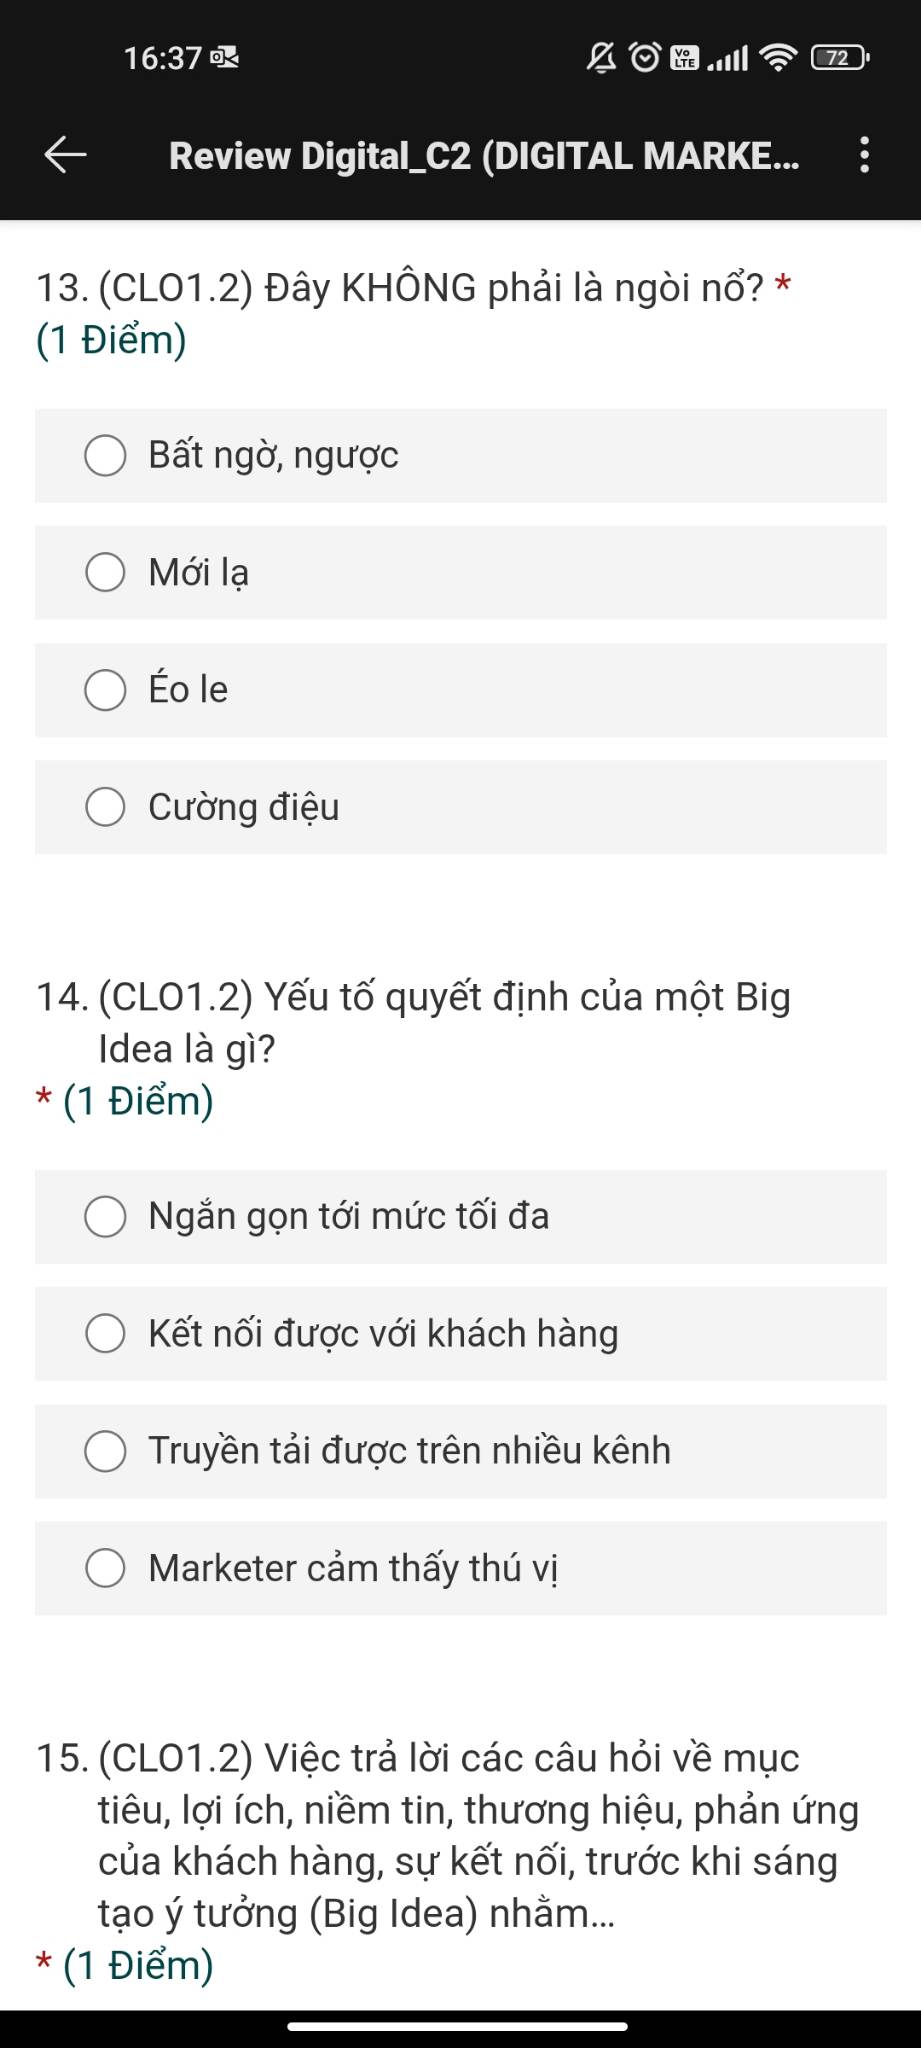 16:37
Vo LTE
72
Review Digital_C2 (DIGITAL MARKE...
13. (CLO1.2) Đây KHÔNG phải là ngòi nổ? *
(1 Điểm)
Bất ngờ, ngược
Mới lạ
Éo le
Cường điệu
14. (CLO1.2) Yếu tố quyết định của một Big
Idea là gì?
* (1 Điểm)
Ngắn gọn tới mức tối đa
Kết nối được với khách hàng
Truyền tải được trên nhiều kênh
Marketer cảm thấy thú vị
15. (CLO1.2) Việc trả lời các câu hỏi về mục
tiêu, lợi ích, niềm tin, thương hiệu, phản ứng
của khách hàng, sự kết nối, trước khi sáng
tạo ý tưởng (Big Idea) nhằm...
* (1 Điểm)